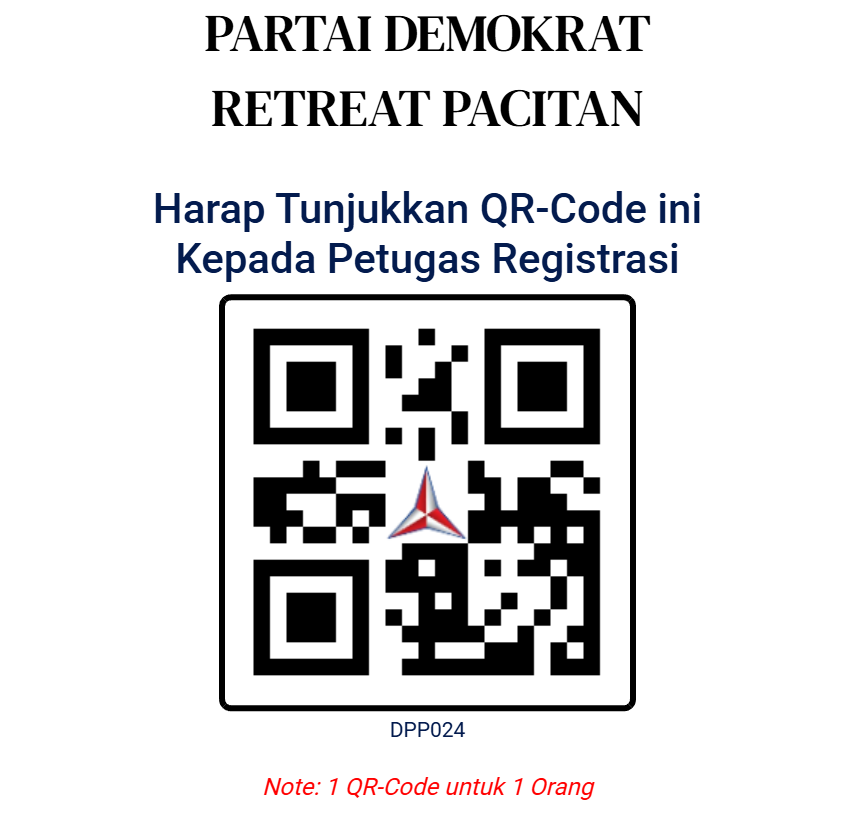 PARTAI DEMOKRAT
RETREAT PACITAN
Harap Tunjukkan QR-Code ini
Kepada Petugas Registrasi
DPP024
Note: 1 QR-Code untuk 1 Orang